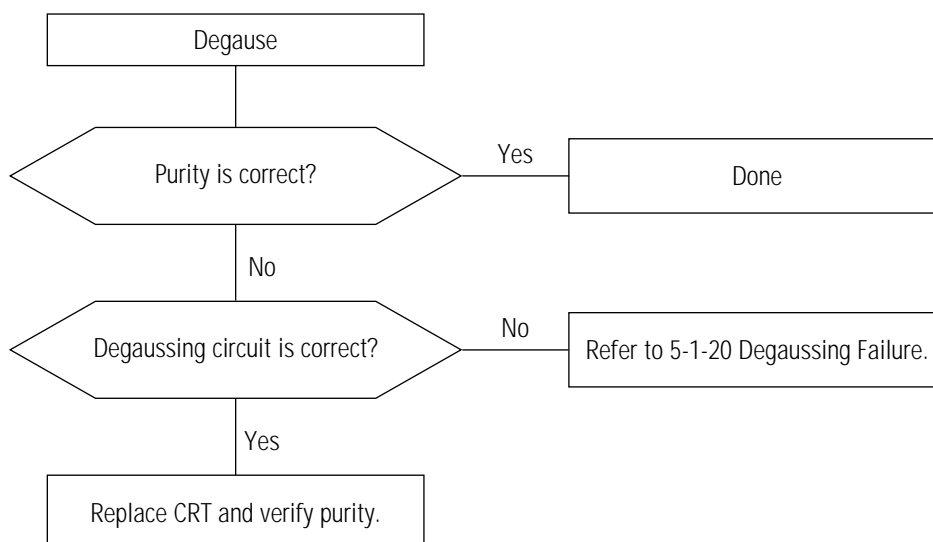 Degause
Purity is correct?
Yes
Done
No
Degaussing circuit is correct?
No
Refer to 5-1-20 Degaussing Failure.
Yes
Replace CRT and verify purity.